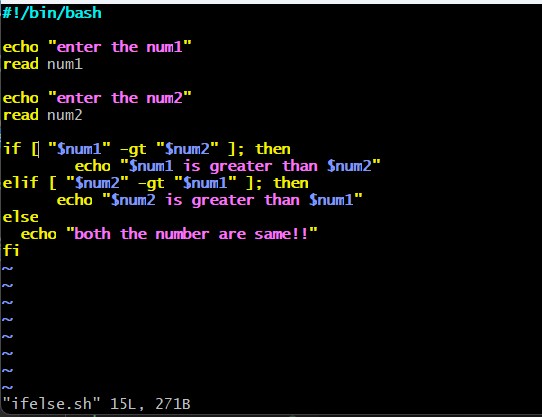 #!/bin/bash

echo "enter the num1"
read num1

echo "enter the num2"
read num2

if [ "$num1" -gt "$num2" ]; then
        echo "$num1 is greater than $num2"
elif [ "$num2" -gt "$num1" ]; then
      echo "$num2 is greater than $num1"
else
  echo "both the number are same!!"
fi
~
~
~
~
~
~
~
~
"ifelse.sh" 15L, 271B